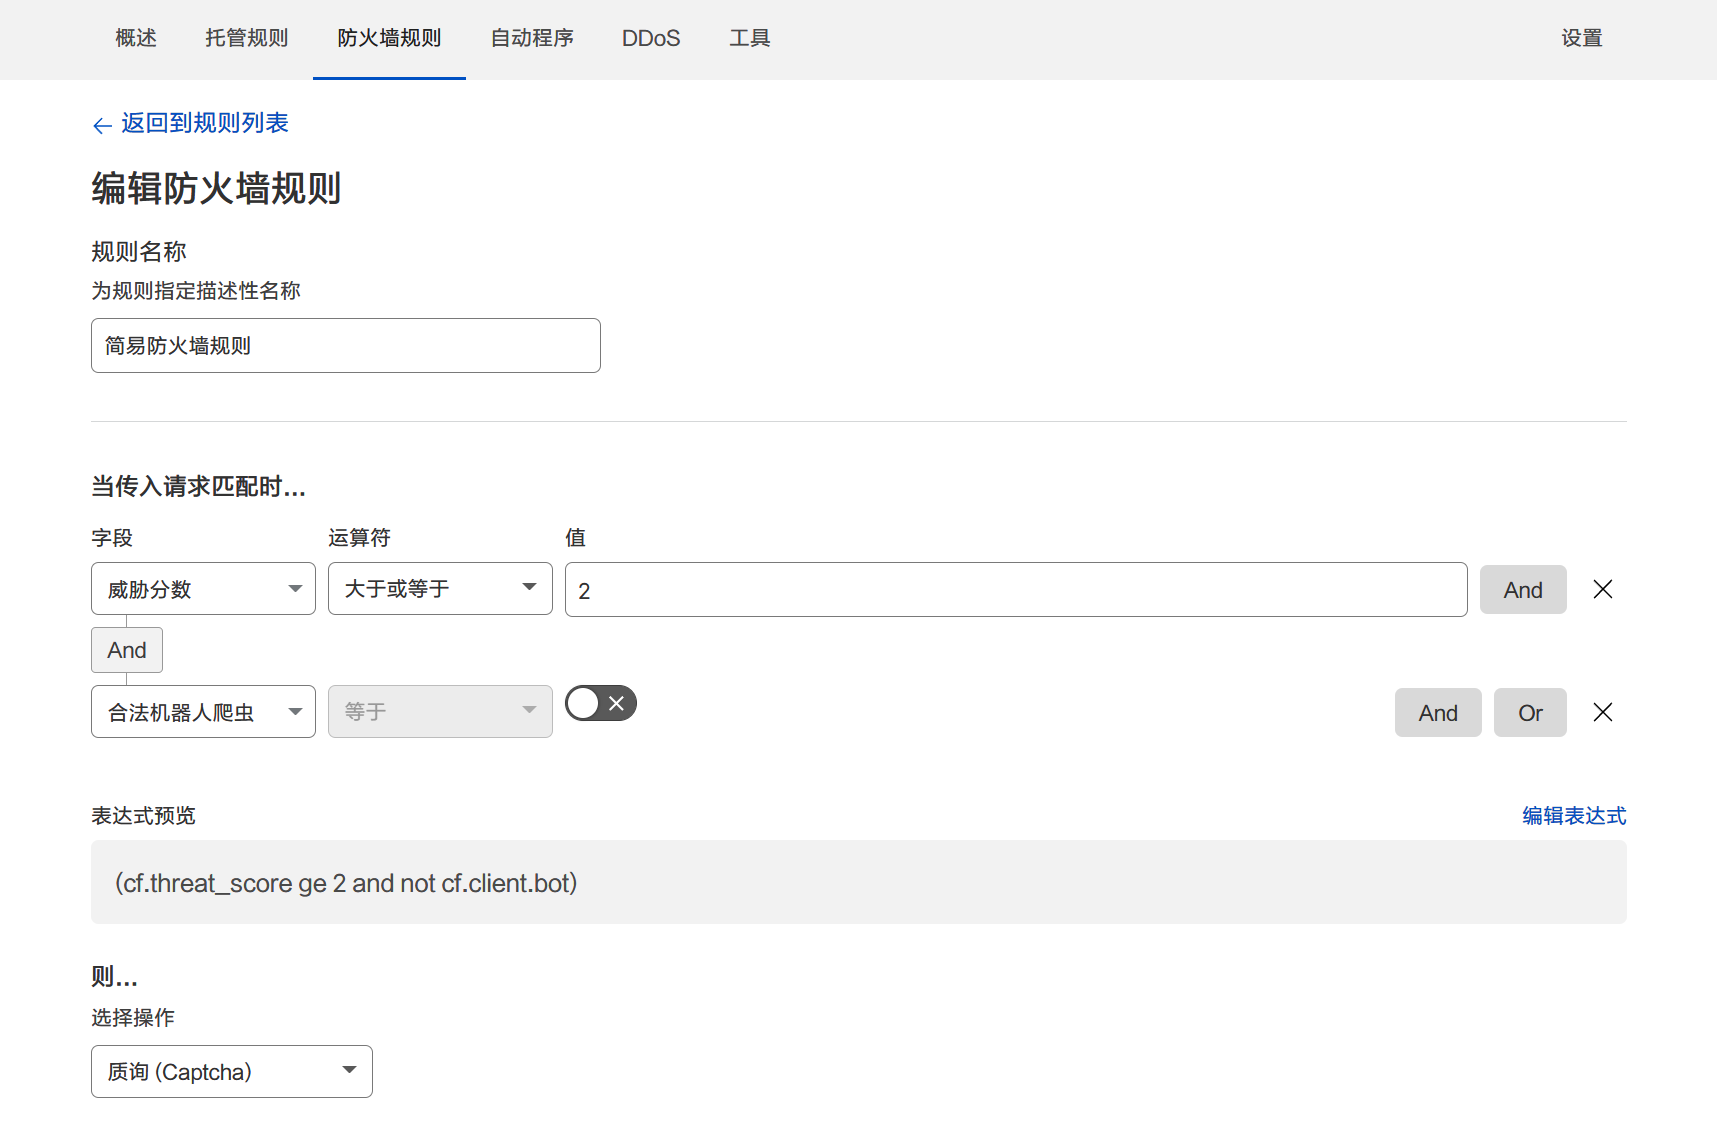 概述 托管规则 防火墙规则 自动程序 DDoS 工具 设置
返回到规则列表
编辑防火墙规则
规则名称
为规则指定描述性名称
简易防火墙规则
当传入请求匹配时...
字段 运算符 值
威胁分数 大于或等于 2 And
And
合法机器人爬虫 等于 And Or
表达式预览 编辑表达式
(cf.threat_score ge 2 and not cf.client.bot)
则...
选择操作
质询 (Captcha)